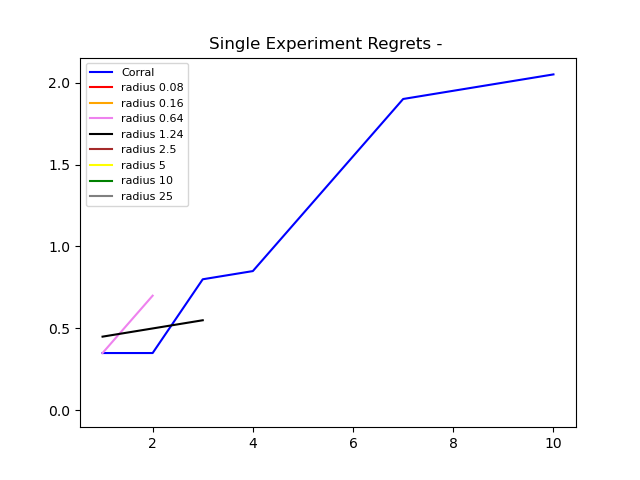 Single Experiment Regrets -
Corral
radius 0.08
radius 0.16
radius 0.64
radius 1.24
radius 2.5
radius 5
radius 10
radius 25
2.0
1.5
1.0
0.5
0.0
2 4 6 8 10